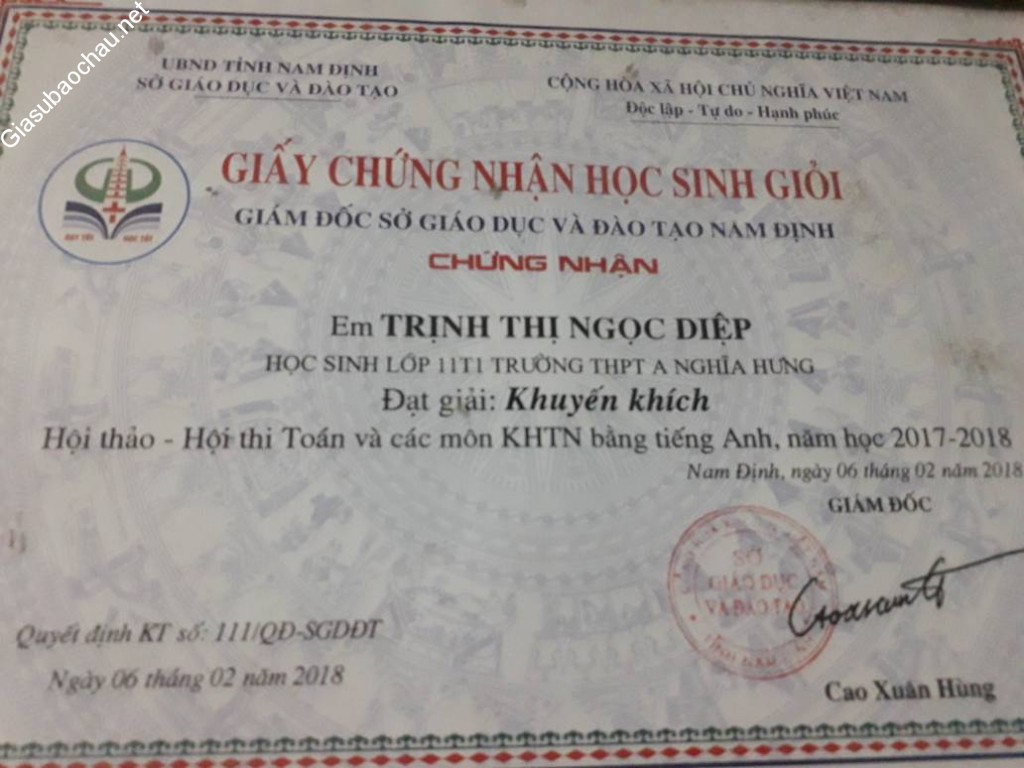 Giasubaochau.net
UBND TỈNH NAM ĐỊNH
SỞ GIÁO DỤC VÀ ĐÀO TẠO
CỘNG HÒA XÃ HỘI CHỦ NGHĨA VIỆT NAM
Độc lập - Tự do - Hạnh phúc
DẠY TỐT HỌC TỐT
GIẤY CHỨNG NHẬN HỌC SINH GIỎI
GIÁM ĐỐC SỞ GIÁO DỤC VÀ ĐÀO TẠO NAM ĐỊNH
CHỨNG NHẬN
Em TRỊNH THỊ NGỌC DIỆP
HỌC SINH LỚP 11T1 TRƯỜNG THPT A NGHĨA HƯNG
Đạt giải: Khuyến khích
Hội thảo - Hội thi Toán và các môn KHTN bằng tiếng Anh, năm học 2017-2018
Nam Định, ngày 06 tháng 02 năm 2018
GIÁM ĐỐC
SỞ
GIÁO DỤC
VÀ ĐÀO TẠO
Quyết định KT số: 111/QĐ-SGDĐT
Ngày 06 tháng 02 năm 2018
Cao Xuân Hùng